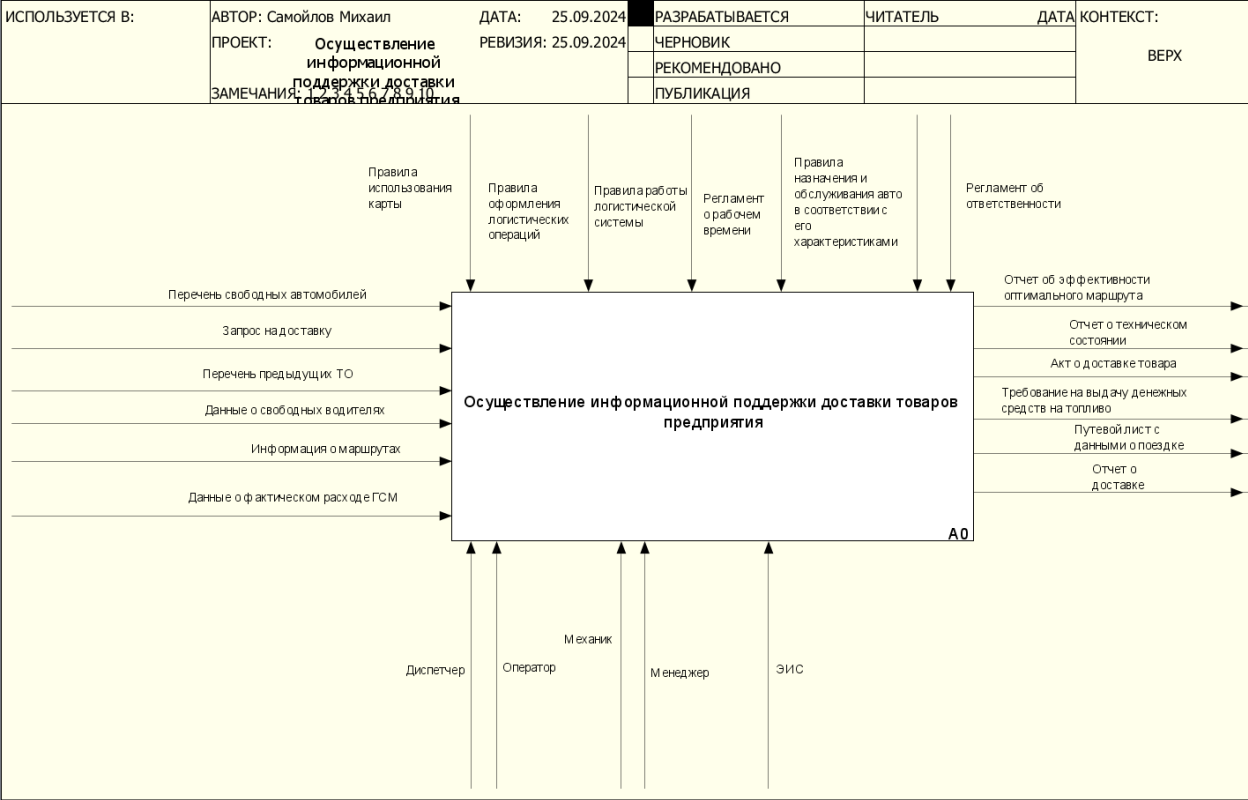 ИСПОЛЬЗУЕТСЯ В:
АВТОР: Самойлов Михаил
ДАТА: 25.09.2024
РАЗРАБАТЫВАЕТСЯ
ЧИТАТЕЛЬ
ДАТА
КОНТЕКСТ:
ПРОЕКТ:
Осуществление
информационной
поддержки доставки
товаров предприятия
РЕВИЗИЯ: 25.09.2024
ЧЕРНОВИК
ВЕРХ
РЕКОМЕНДОВАНО
ЗАМЕЧАНИЯ: 1 2 3 4 5 6 7 8 9 10
ПУБЛИКАЦИЯ
Правила
использования
карты
Правила
оформления
логистических
операций
Правила работы
логистической
системы
Регламент
о рабочем
времени
Правила
назначения и
обслуживания авто
в соответствии с
его
характеристиками
Регламент об
ответственности
Перечень свободных автомобилей
Запрос на доставку
Перечень предыдущих ТО
Данные о свободных водителях
Информация о маршрутах
Данные о фактическом расходе ГСМ
Осуществление информационной поддержки доставки товаров
предприятия
A0
Отчет об эффективности
оптимального маршрута
Отчет о техническом
состоянии
Акт о доставке товара
Требование на выдачу денежных
средств на топливо
Путевой лист с
данными о поездке
Отчет о
доставке
Диспетчер
Оператор
Механик
Менеджер
ЭИС